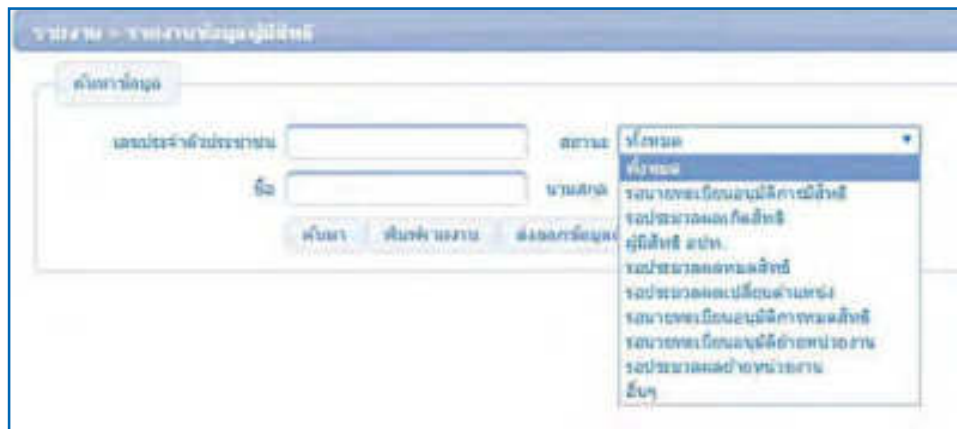 รายงาน > รายงานข้อมูลผู้มีสิทธิ
ค้นหาข้อมูล
เลขประจำตัวประชาชน สถานะ ทั้งหมด
ทั้งหมด
ชื่อ นามสกุล รอนายทะเบียนอนุมัติการมีสิทธิ
รอประมวลผลเกิดสิทธิ
ค้นหา พิมพ์รายงาน ส่งออกข้อมูล ผู้มีสิทธิ อปท.
รอประมวลผลหมดสิทธิ
รอประมวลผลเปลี่ยนตำแหน่ง
รอนายทะเบียนอนุมัติการหมดสิทธิ
รอนายทะเบียนอนุมัติย้ายหน่วยงาน
รอประมวลผลย้ายหน่วยงาน
อื่นๆ